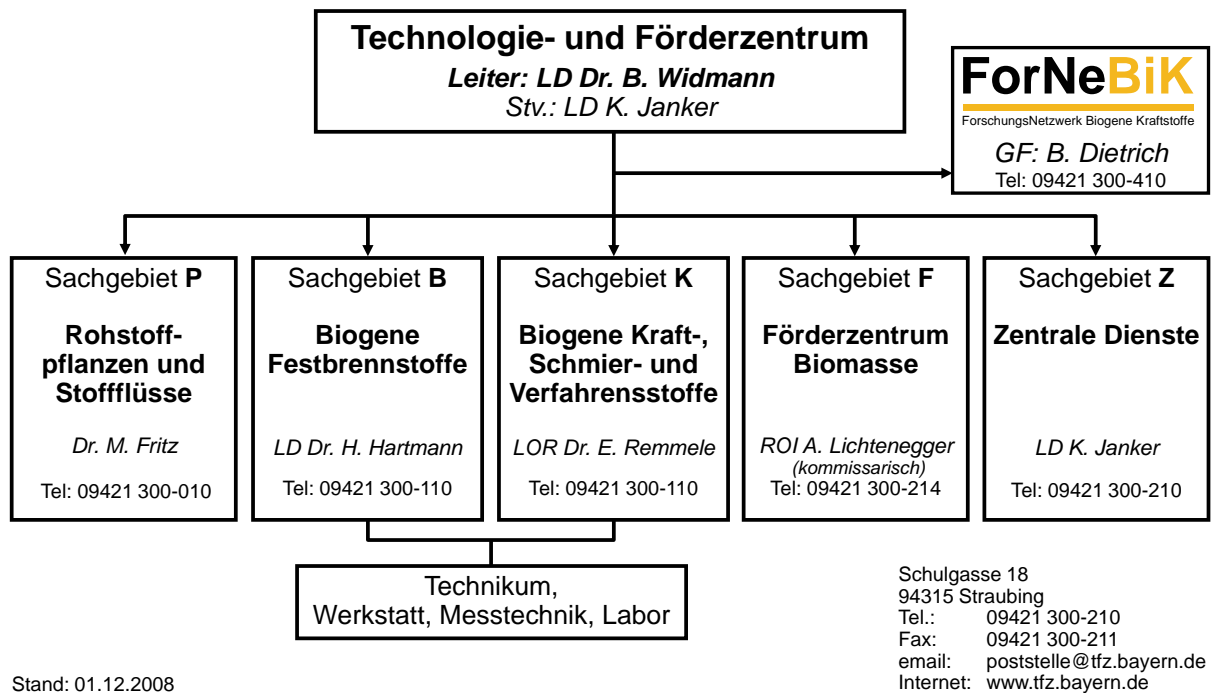 Technologie- und Förderzentrum
Leiter: LD Dr. B. Widmann
Stv.: LD K. Janker
ForNeBiK
ForschungsNetzwerk Biogene Kraftstoffe
GF: B. Dietrich
Tel: 09421 300-410
Sachgebiet P
Rohstoff-
pflanzen und
Stoffflüsse
Dr. M. Fritz
Tel: 09421 300-010
Sachgebiet B
Biogene
Festbrennstoffe
LD Dr. H. Hartmann
Tel: 09421 300-110
Sachgebiet K
Biogene Kraft-,
Schmier- und
Verfahrensstoffe
LOR Dr. E. Remmele
Tel: 09421 300-110
Sachgebiet F
Förderzentrum
Biomasse
ROI A. Lichtenegger
(kommissarisch)
Tel: 09421 300-214
Sachgebiet Z
Zentrale Dienste
LD K. Janker
Tel: 09421 300-210
Technikum,
Werkstatt, Messtechnik, Labor
Schulgasse 18
94315 Straubing
Tel.: 09421 300-210
Fax: 09421 300-211
email: poststelle@tfz.bayern.de
Internet: www.tfz.bayern.de
Stand: 01.12.2008